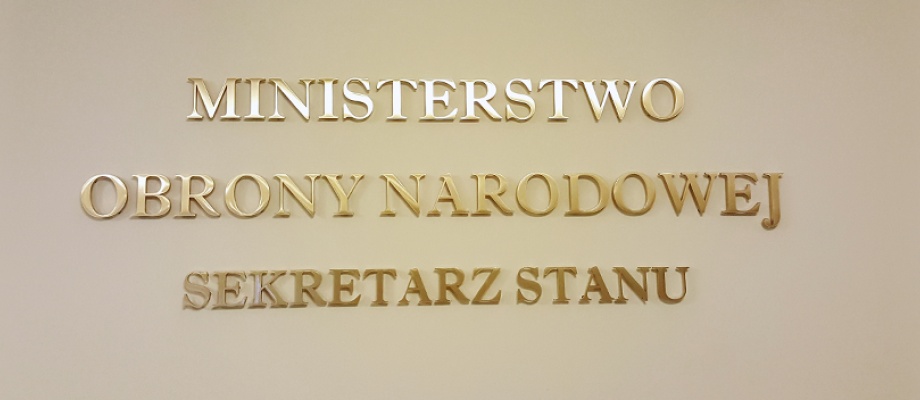 MINISTERSTWO
OBRONY NARODOWEJ
SEKRETARZ STANU